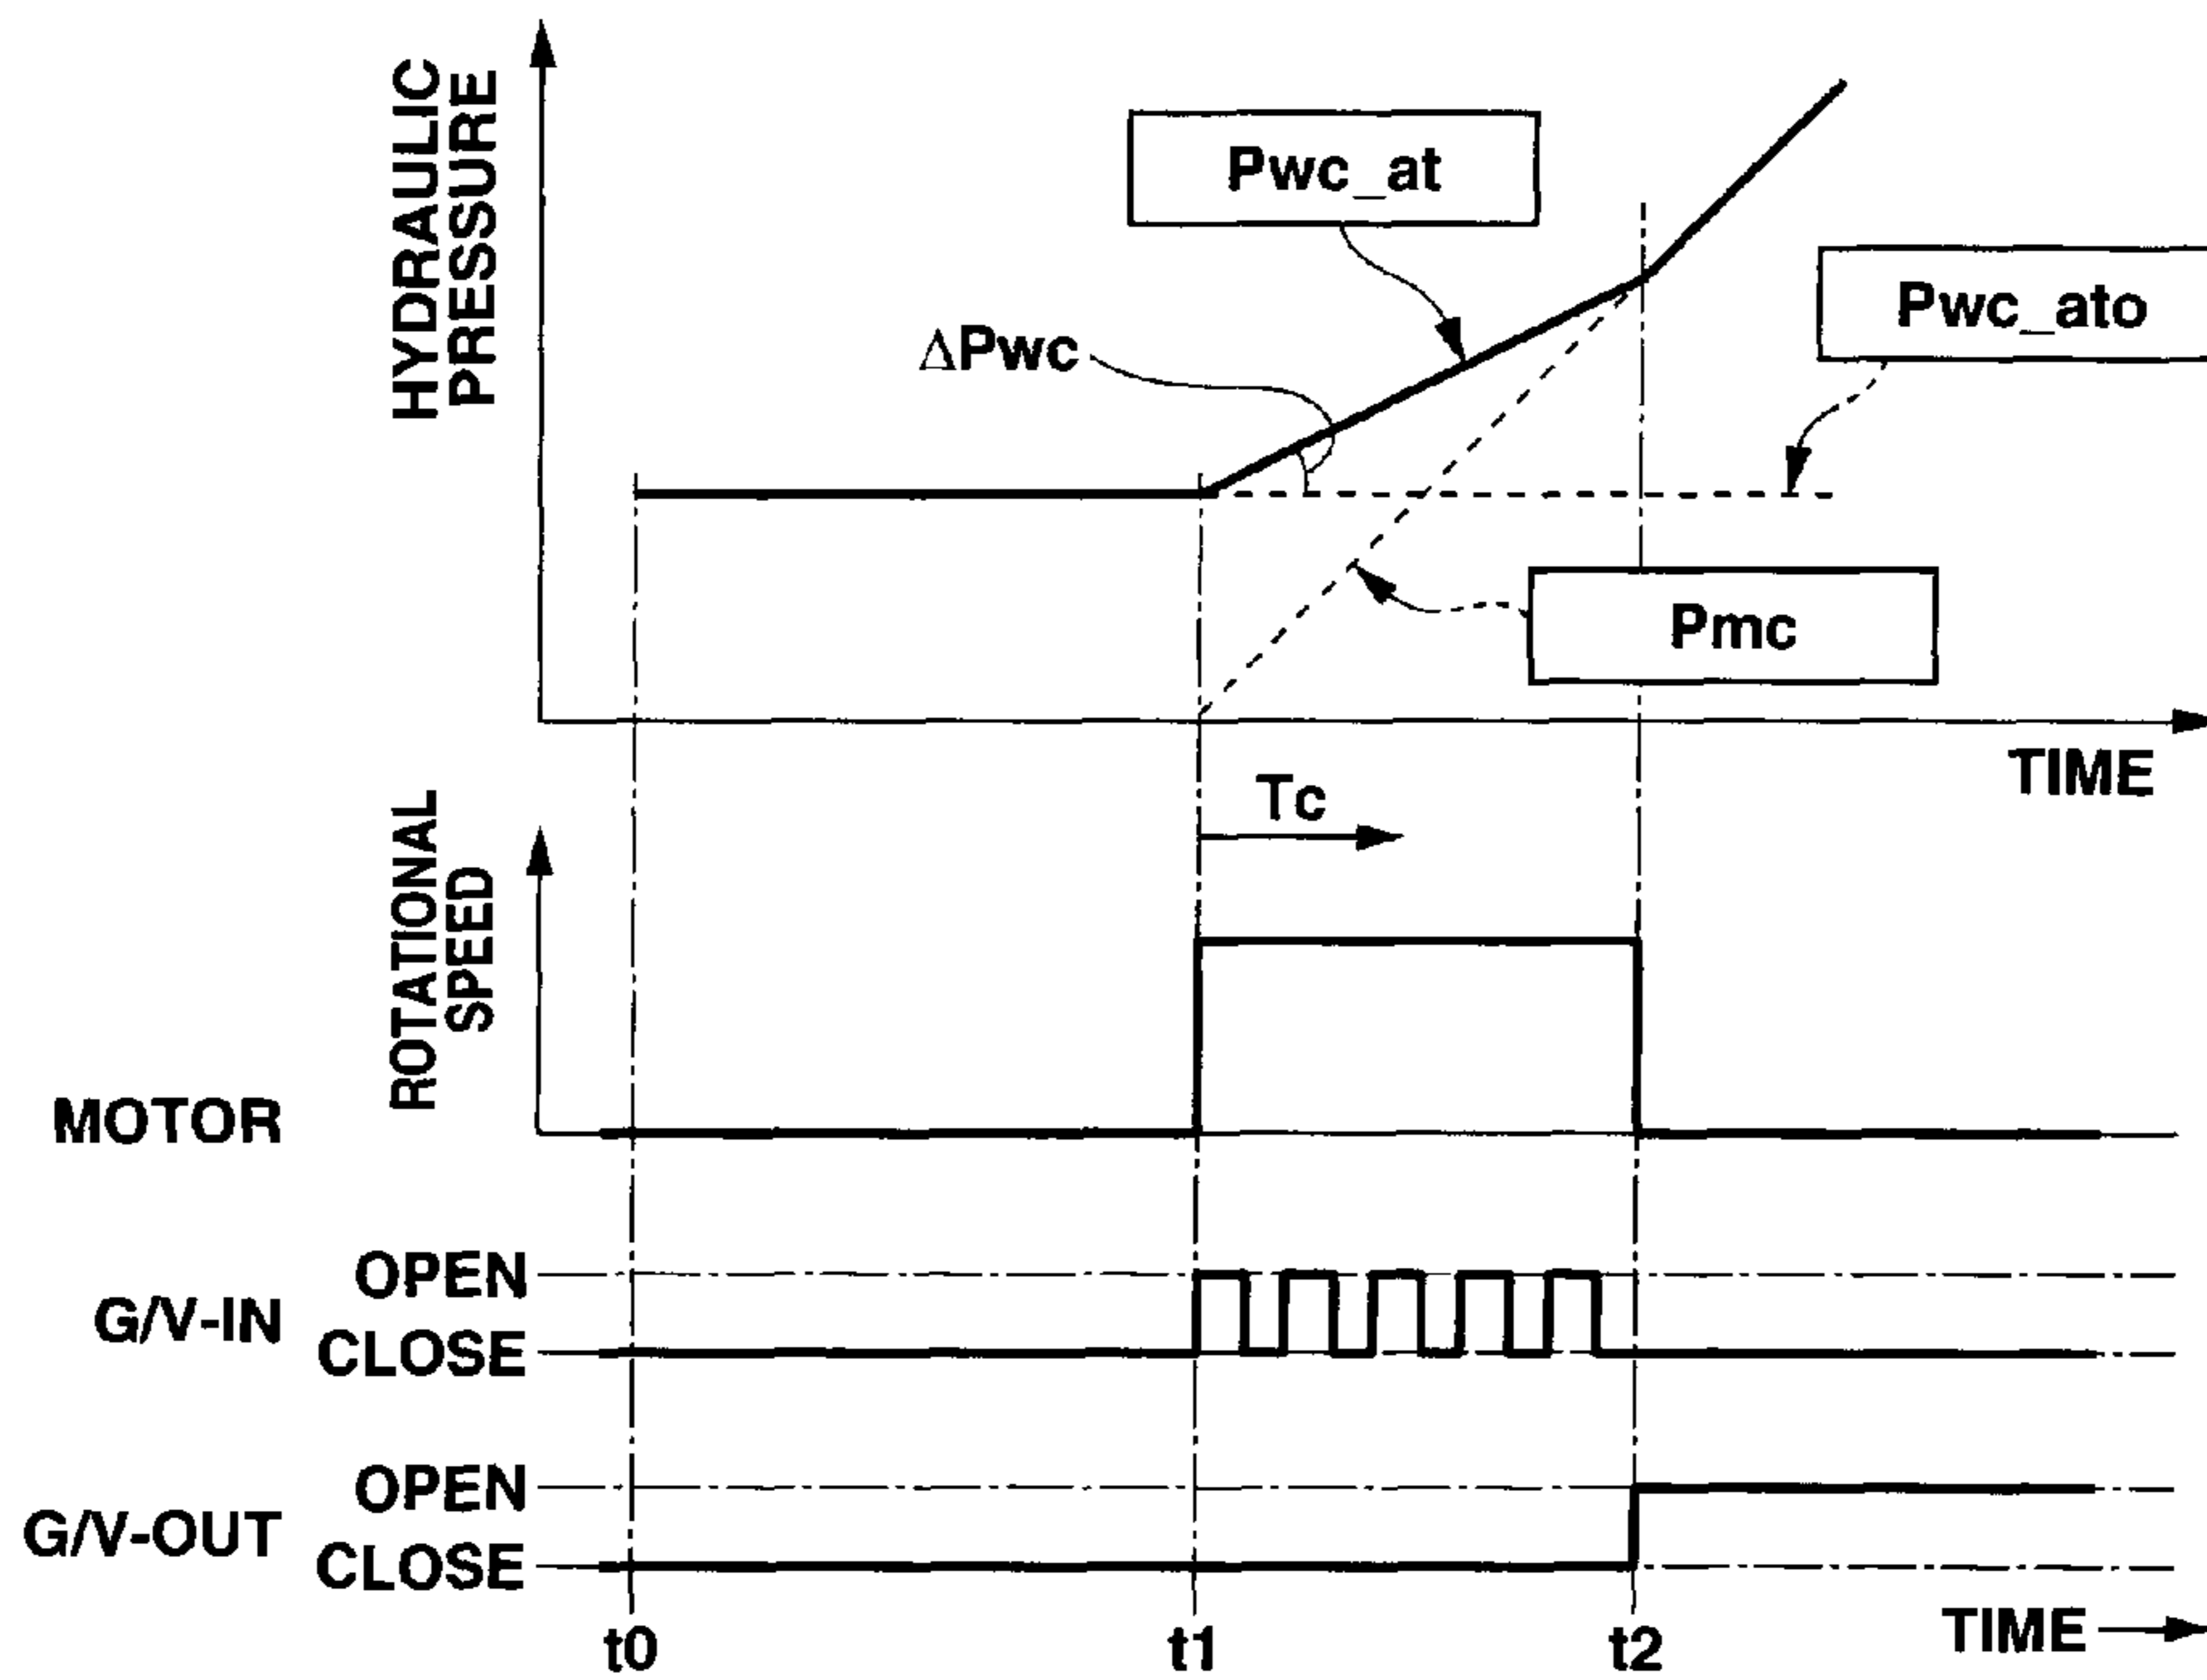 HYDRAULIC
PRESSURE
Pwc_at
Pwc_ato
ΔPwc
Pmc
TIME
Tc
ROTATIONAL
SPEED
MOTOR
OPEN
G/V-IN
CLOSE
OPEN
G/V-OUT
CLOSE
TIME
t0
t1
t2